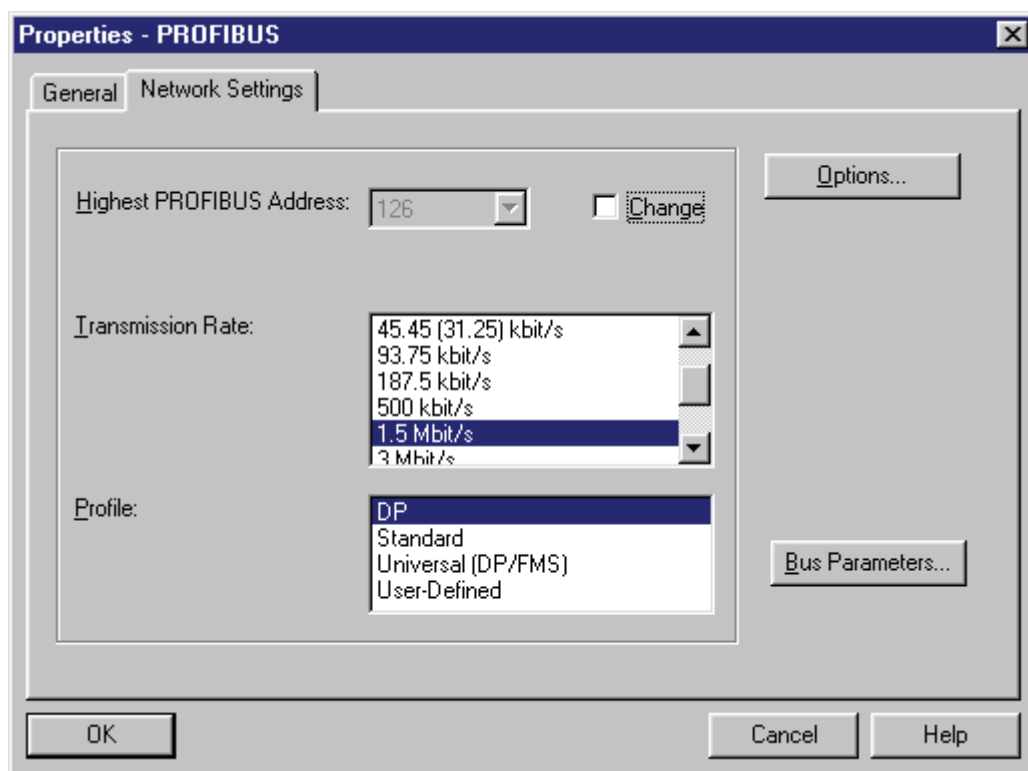 Properties - PROFIBUS
General
Network Settings
Highest PROFIBUS Address:
126
Change
Options...
Transmission Rate:
45.45 (31.25) kbit/s
93.75 kbit/s
187.5 kbit/s
500 kbit/s
1.5 Mbit/s
3 Mbit/s
Profile:
DP
Standard
Universal (DP/FMS)
User-Defined
Bus Parameters...
OK
Cancel
Help